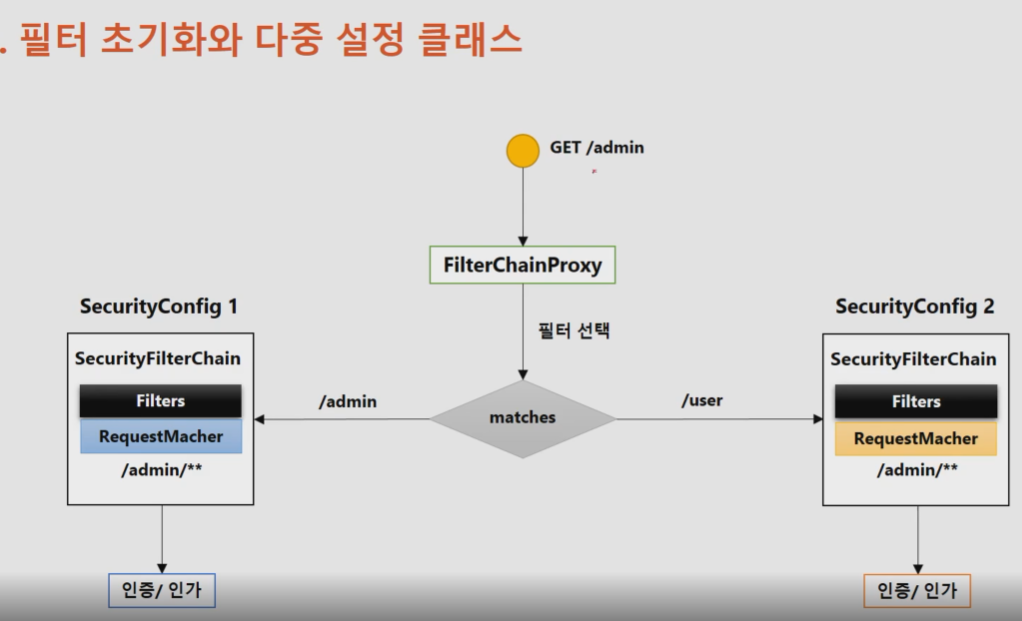 . 필터 초기화와 다중 설정 클래스
GET /admin
FilterChainProxy
필터 선택
SecurityConfig 1
SecurityFilterChain
Filters
RequestMacher
/admin/**
인증/ 인가
/admin
matches
/user
SecurityConfig 2
SecurityFilterChain
Filters
RequestMacher
/admin/**
인증/ 인가